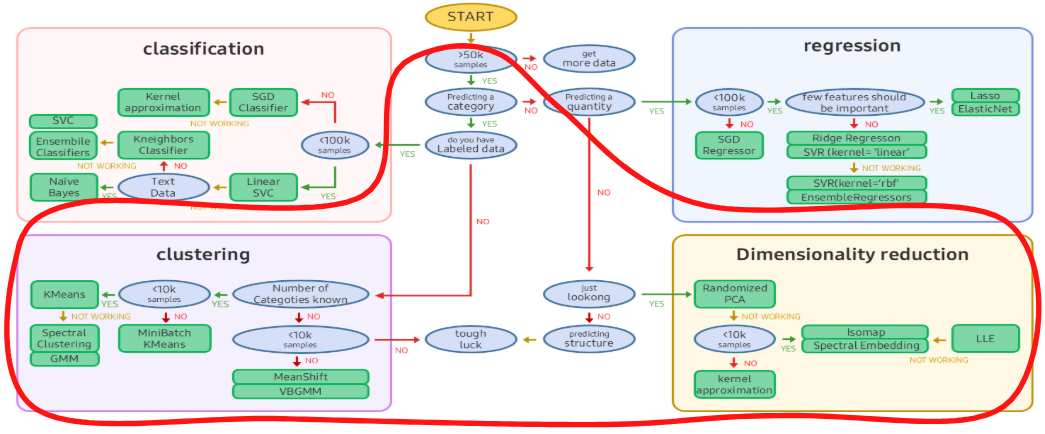 START
classification
>50k
samples
YES
NO
get
more data
regression
Kernel
approximation
SGD
Classifier
NO
NOT WORKING
Predicting a
category
YES
NO
Predicting a
quantity
YES
<100k
samples
YES
NO
few features should
be important
YES
NO
Lasso
ElasticNet
SVC
Ensembile
Classifiers
Kneighbors
Classifier
NOT WORKING
NO
<100k
samples
YES
YES
do you have
Labeled data
NO
NO
SGD
Regressor
Ridge Regresson
SVR (kernel= 'linear'
NOT WORKING
SVR(kernel='rbf'
EnsembleRegressors
Naïve
Bayes
YES
Text
Data
Linear
SVC
NOT WORKING
clustering
KMeans
YES
<10k
samples
YES
Number of
Categoties known
NOT WORKING
NO
NO
Spectral
Clustering
GMM
MiniBatch
KMeans
<10k
samples
NO
NO
MeanShift
VBGMM
tough
luck
just
lookong
YES
NO
predicting
structure
Dimensionality reduction
Randomized
PCA
NOT WORKING
<10k
samples
YES
NO
Isomap
Spectral Embedding
LLE
NOT WORKING
kernel
approximation